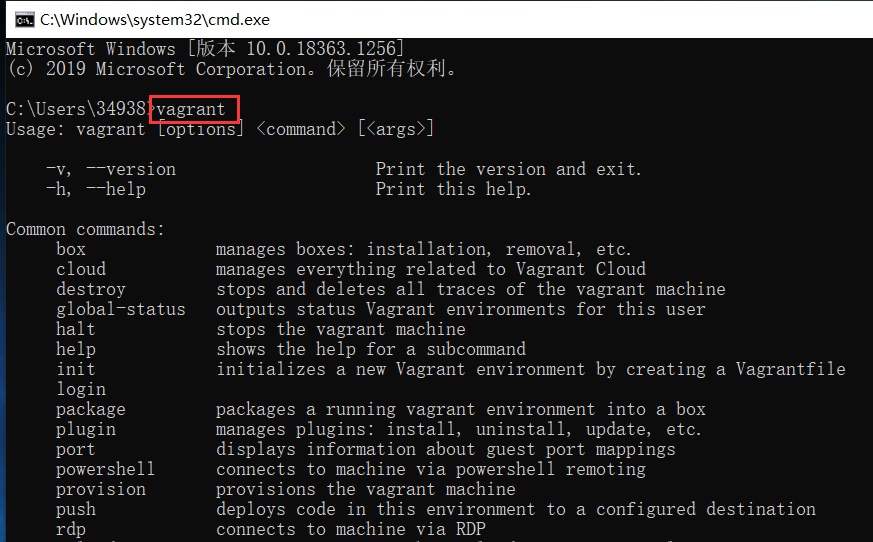 C:\Windows\system32\cmd.exe
Microsoft Windows [版本 10.0.18363.1256]
(c) 2019 Microsoft Corporation。保留所有权利。
C:\Users\34938>vagrant
Usage: vagrant [options] <command> [<args>]
-v, --version Print the version and exit.
-h, --help Print this help.
Common commands:
box manages boxes: installation, removal, etc.
cloud manages everything related to Vagrant Cloud
destroy stops and deletes all traces of the vagrant machine
global-status outputs status Vagrant environments for this user
halt stops the vagrant machine
help shows the help for a subcommand
init initializes a new Vagrant environment by creating a Vagrantfile
login
package packages a running vagrant environment into a box
plugin manages plugins: install, uninstall, update, etc.
port displays information about guest port mappings
powershell connects to machine via powershell remoting
provision provisions the vagrant machine
push deploys code in this environment to a configured destination
rdp connects to machine via RDP